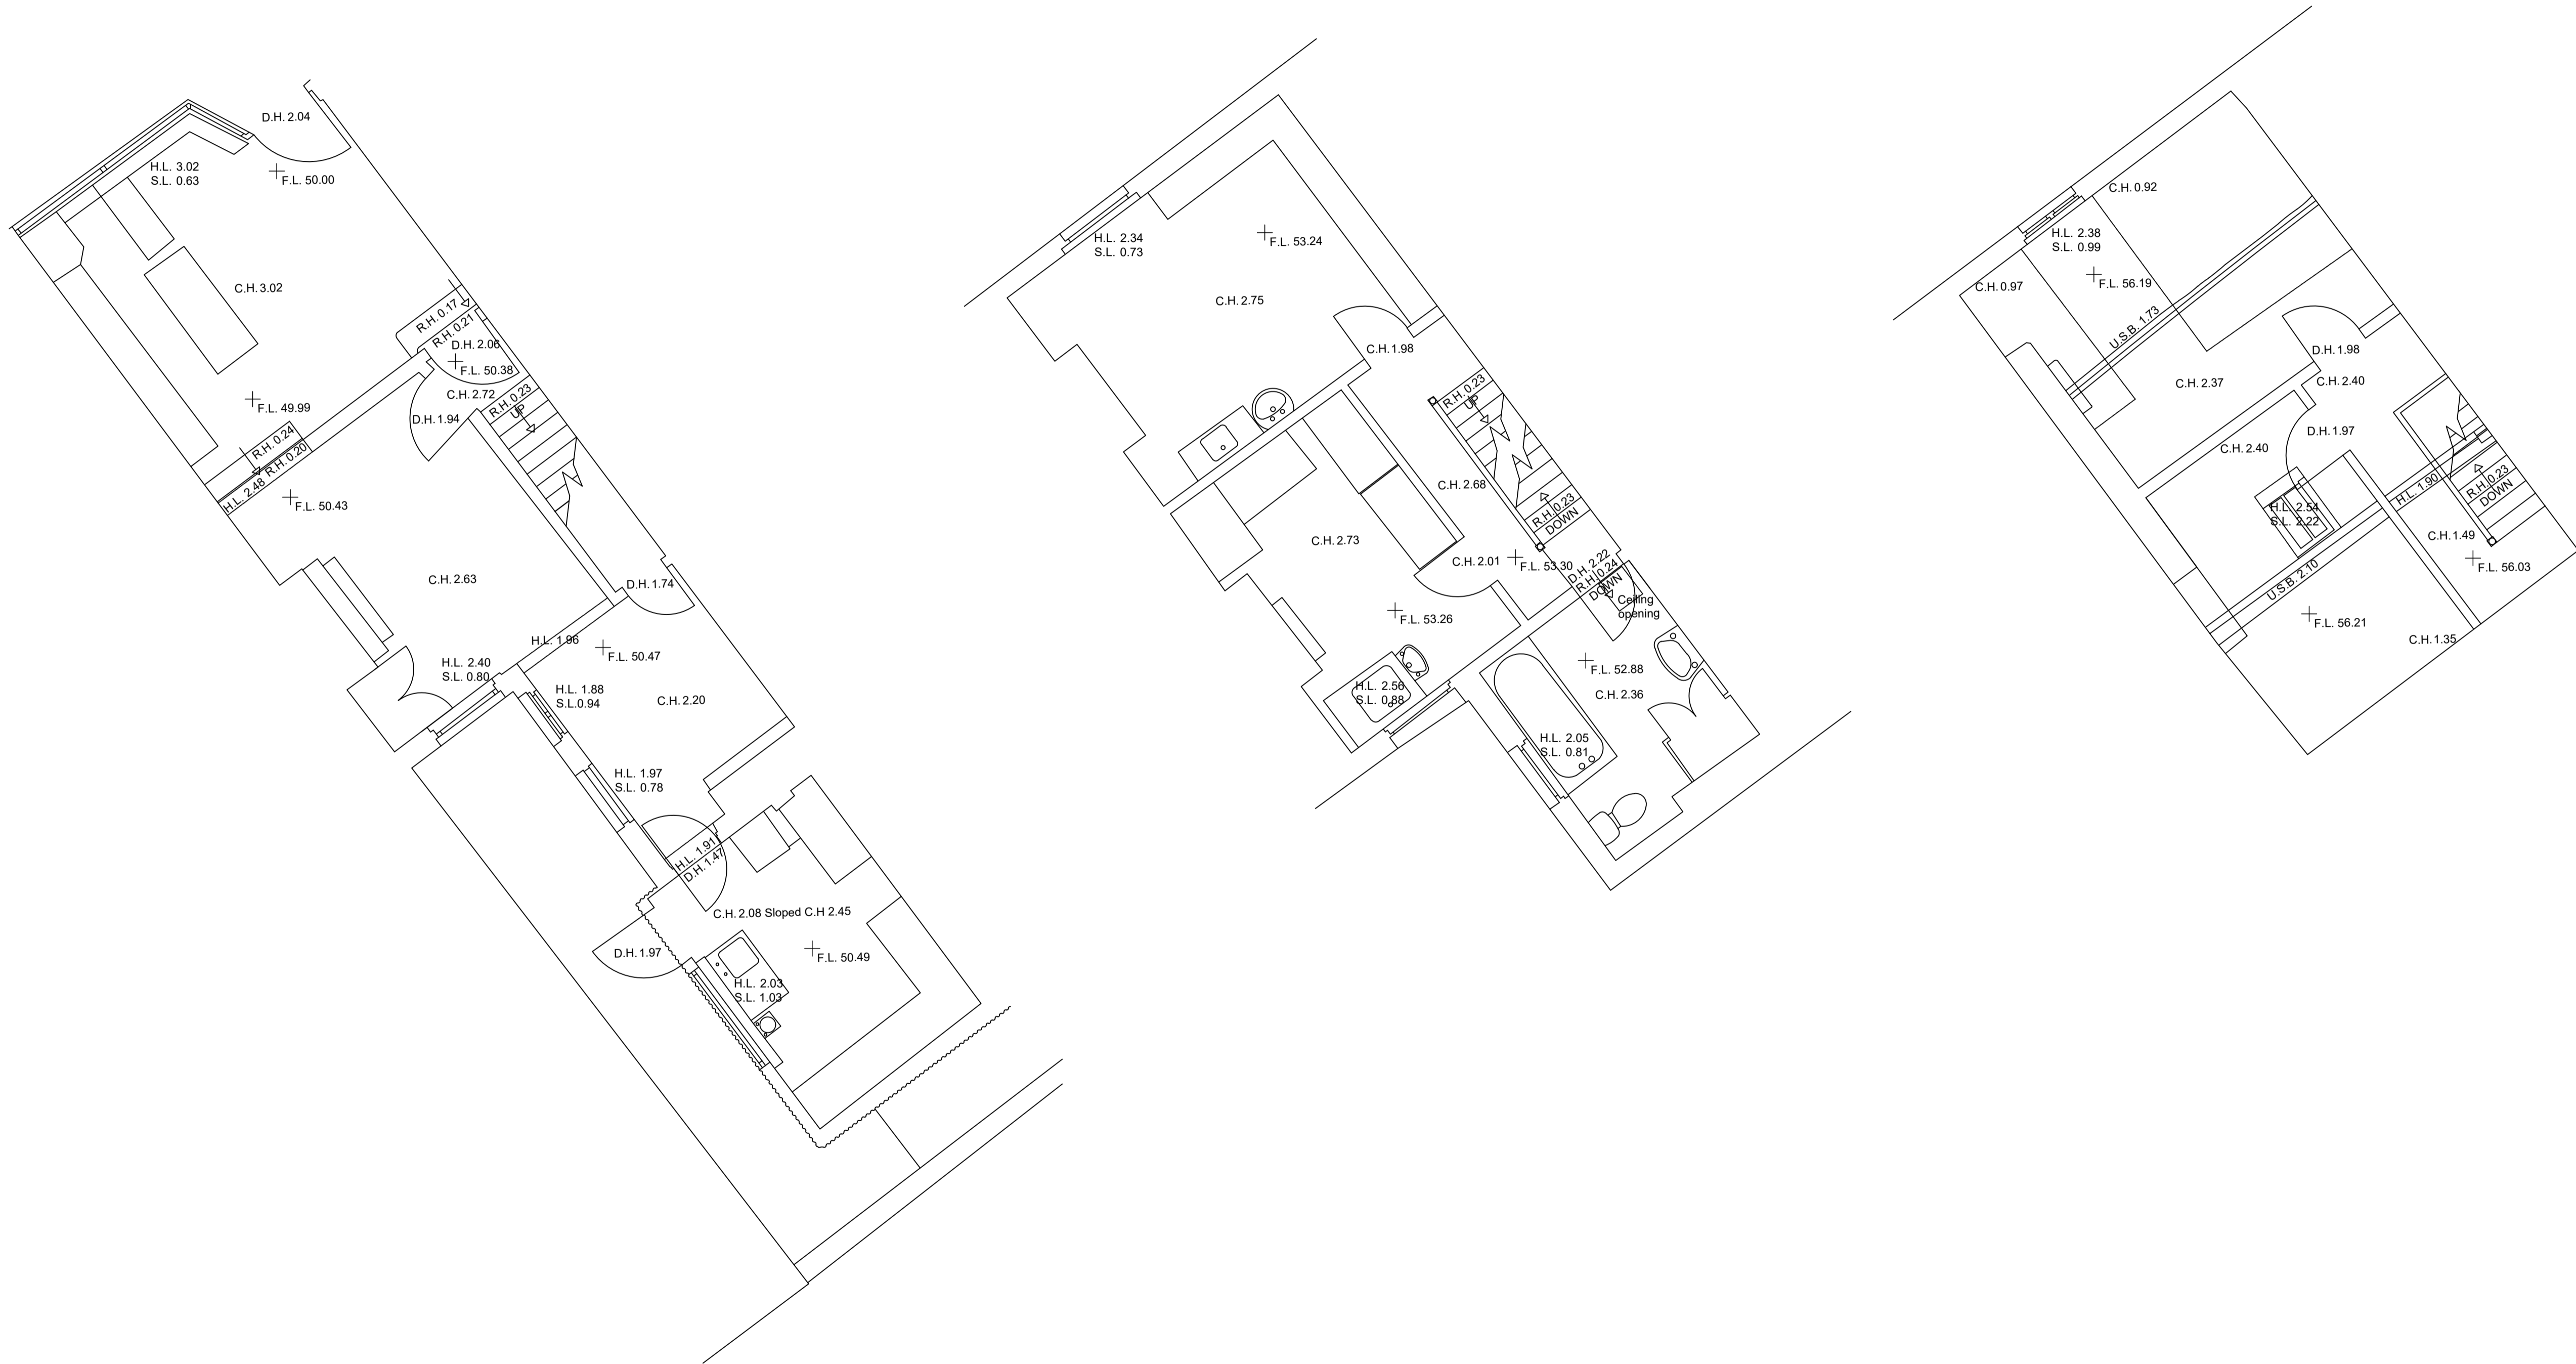 D.H. 2.04
H.L. 3.02
S.L. 0.63
F.L. 50.00
C.H. 3.02
R.H. 0.17
R.H. 0.21
D.H. 2.06
F.L. 50.38
C.H. 2.72
R.H. 0.23
UP
D.H. 1.94
F.L. 49.99
R.H. 0.24
R.H. 0.20
H.L. 2.48
F.L. 50.43
C.H. 2.63
D.H. 1.74
H.L. 1.96
F.L. 50.47
H.L. 2.40
S.L. 0.80
H.L. 1.88
S.L.0.94
C.H. 2.20
H.L. 1.97
S.L. 0.78
H.L. 1.91
D.H. 1.47
C.H. 2.08 Sloped C.H 2.45
D.H. 1.97
F.L. 50.49
H.L. 2.03
S.L. 1.03
H.L. 2.34
S.L. 0.73
F.L. 53.24
C.H. 2.75
C.H. 1.98
R.H. 0.23
UP
C.H. 2.68
R.H. 0.23
DOWN
C.H. 2.73
C.H. 2.01
F.L. 53.30
D.H. 2.22
R.H. 0.24
DOWN
Ceiling
opening
F.L. 53.26
F.L. 52.88
C.H. 2.36
H.L. 2.56
S.L. 0.88
H.L. 2.05
S.L. 0.81
C.H. 0.92
H.L. 2.38
S.L. 0.99
F.L. 56.19
C.H. 0.97
U.S.B. 1.73
D.H. 1.98
C.H. 2.37
C.H. 2.40
D.H. 1.97
C.H. 2.40
H.L. 1.90
R.H. 0.23
DOWN
H.L. 2.54
S.L. 2.22
C.H. 1.49
F.L. 56.03
U.S.B. 2.10
F.L. 56.21
C.H. 1.35